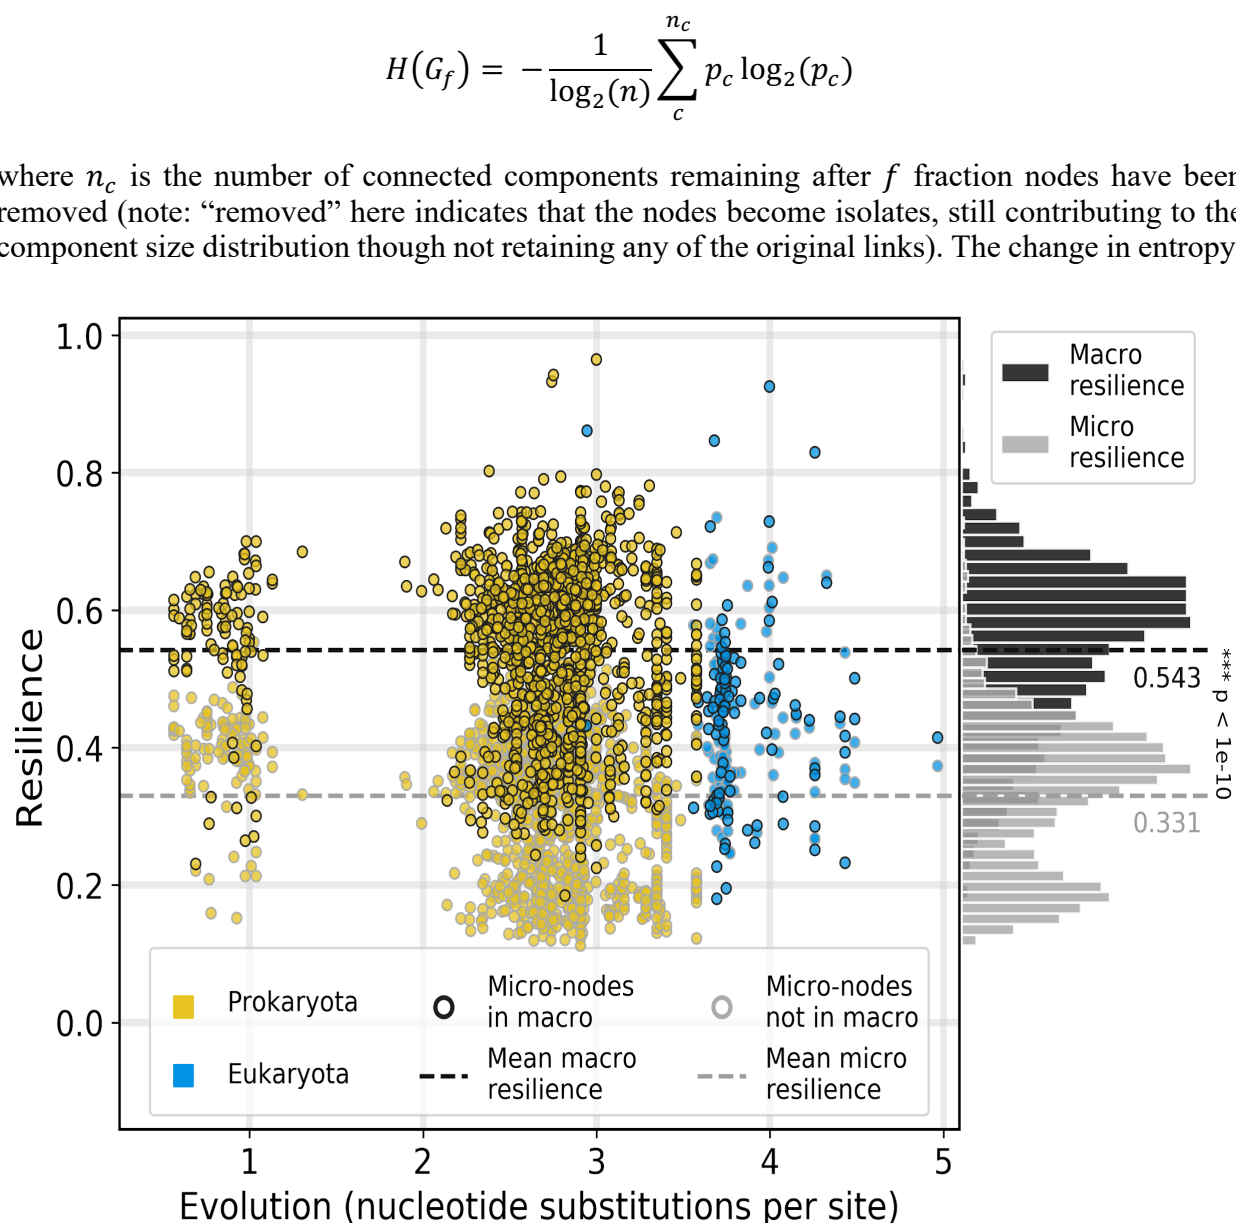 H(G_f) = − 1/log₂(n) ∑_c^{n_c} p_c log₂(p_c)
where n_c is the number of connected components remaining after f fraction nodes have been
removed (note: “removed” here indicates that the nodes become isolates, still contributing to the
component size distribution though not retaining any of the original links). The change in entropy
1.0
0.8
0.6
0.4
0.2
0.0
Resilience
1 2 3 4 5
Evolution (nucleotide substitutions per site)
Prokaryota
Eukaryota
Micro-nodes
in macro
Mean macro
resilience
Micro-nodes
not in macro
Mean micro
resilience
Macro
resilience
Micro
resilience
0.543
0.331
*** p < 1e-10